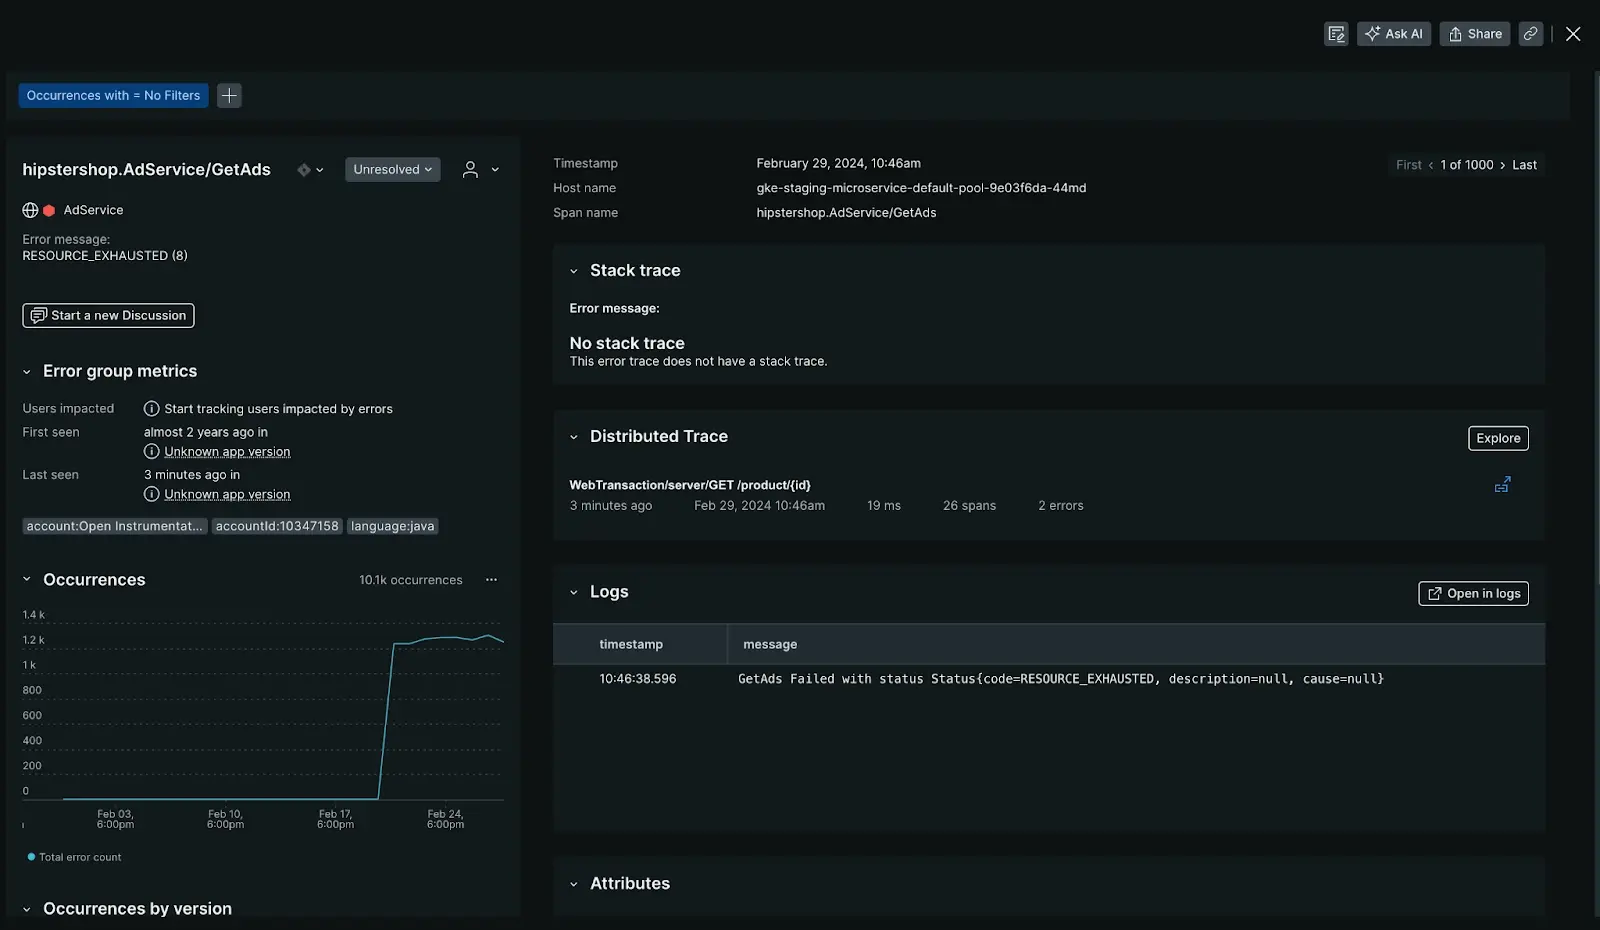 Ask AI
Share
Occurrences with = No Filters
hipstershop.AdService/GetAds
Unresolved
AdService
Error message:
RESOURCE_EXHAUSTED (8)
Start a new Discussion
Error group metrics
Users impacted Start tracking users impacted by errors
First seen almost 2 years ago in
Unknown app version
Last seen 3 minutes ago in
Unknown app version
account:Open Instrumentat... accountId:10347158 language:java
Occurrences 10.1k occurrences
1.4 k
1.2 k
1 k
800
600
400
200
0
Feb 03, Feb 10, Feb 17, Feb 24,
6:00pm 6:00pm 6:00pm 6:00pm
Total error count
Occurrences by version
Timestamp February 29, 2024, 10:46am
First 1 of 1000 Last
Host name gke-staging-microservice-default-pool-9e03f6da-44md
Span name hipstershop.AdService/GetAds
Stack trace
Error message:
No stack trace
This error trace does not have a stack trace.
Distributed Trace
Explore
WebTransaction/server/GET /product/{id}
3 minutes ago Feb 29, 2024 10:46am 19 ms 26 spans 2 errors
Logs
Open in logs
timestamp message
10:46:38.596 GetAds Failed with status Status{code=RESOURCE_EXHAUSTED, description=null, cause=null}
Attributes